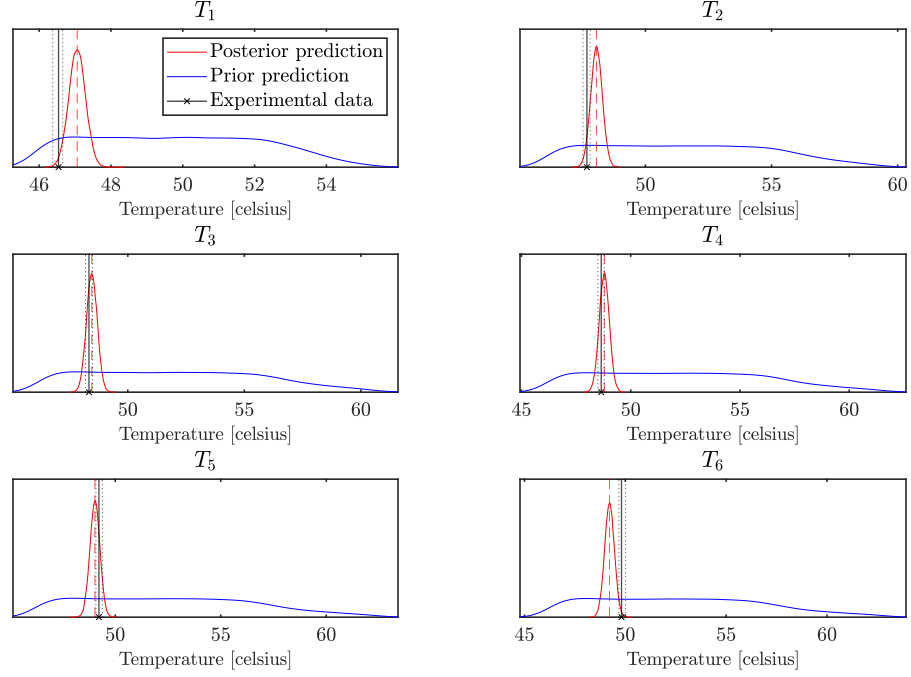 T1
Posterior prediction
Prior prediction
Experimental data
46 48 50 52 54
Temperature [celsius]
T2
50 55 60
Temperature [celsius]
T3
50 55 60
Temperature [celsius]
T4
45 50 55 60
Temperature [celsius]
T5
50 55 60
Temperature [celsius]
T6
45 50 55 60
Temperature [celsius]